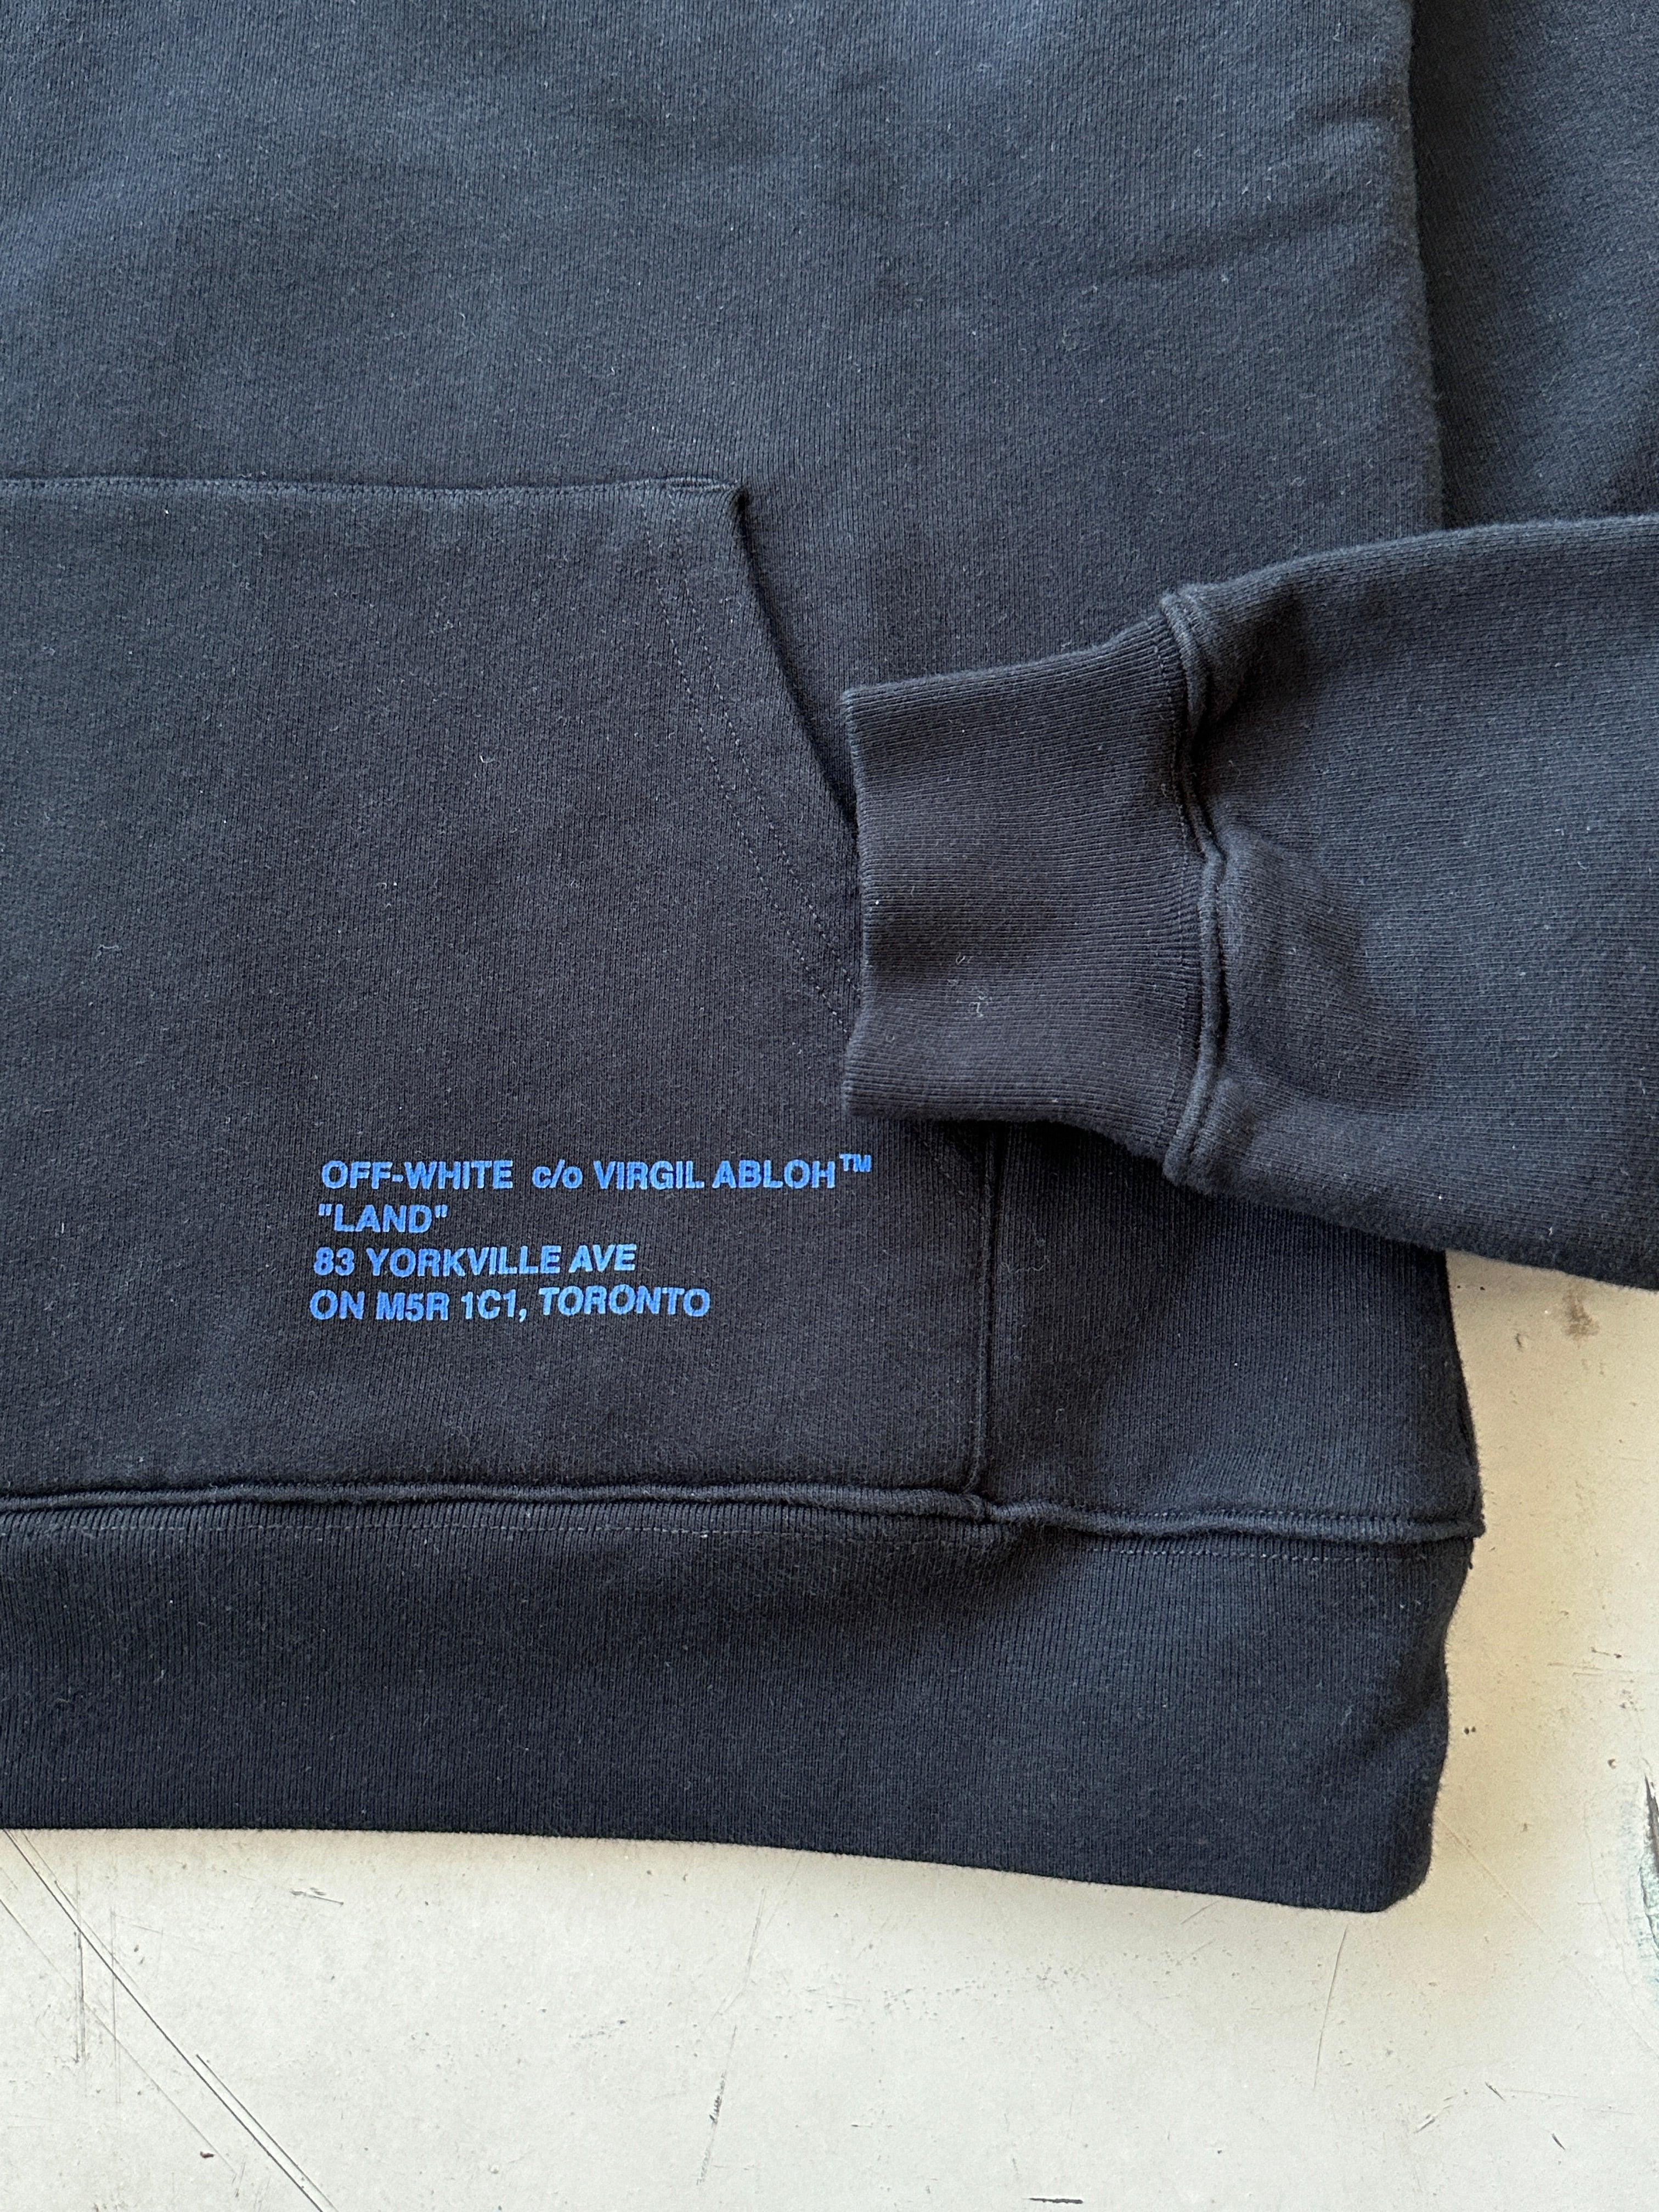 OFF-WHITE c/o VIRGIL ABLOH™
"LAND"
83 YORKVILLE AVE
ON M5R 1C1, TORONTO